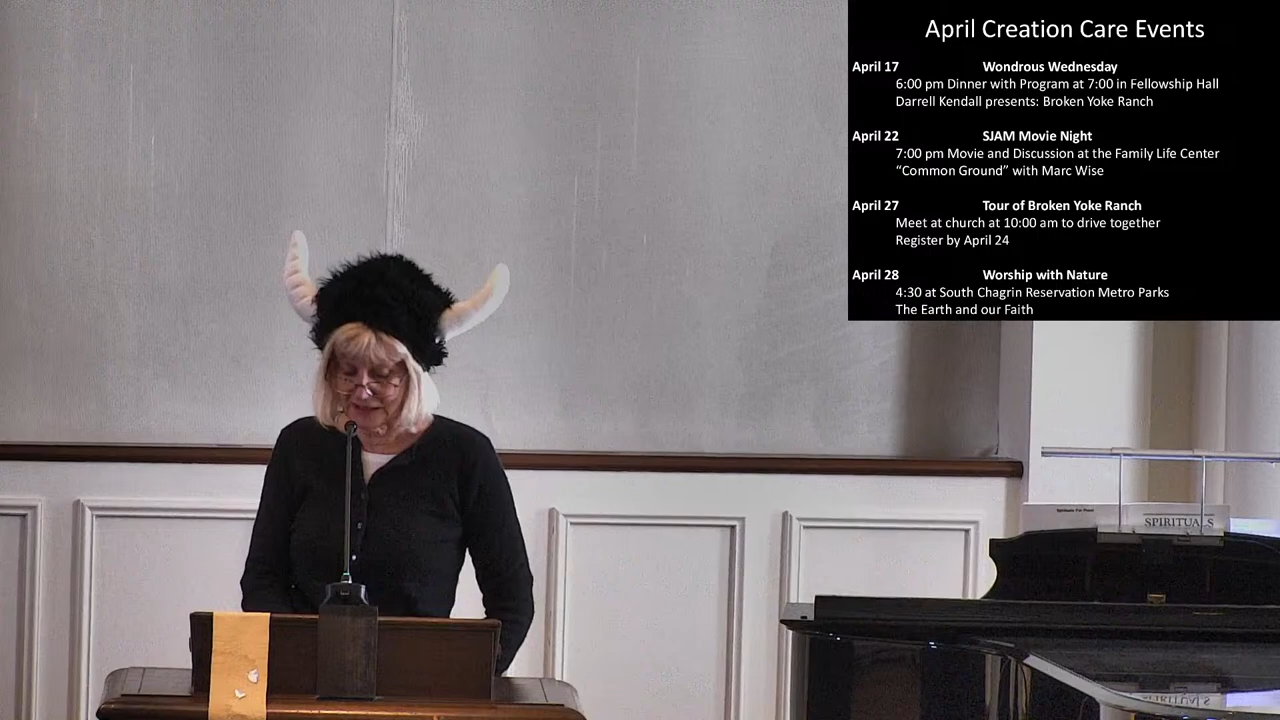 April Creation Care Events
April 17 Wondrous Wednesday
6:00 pm Dinner with Program at 7:00 in Fellowship Hall
Darrell Kendall presents: Broken Yoke Ranch
April 22 SJAM Movie Night
7:00 pm Movie and Discussion at the Family Life Center
“Common Ground” with Marc Wise
April 27 Tour of Broken Yoke Ranch
Meet at church at 10:00 am to drive together
Register by April 24
April 28 Worship with Nature
4:30 at South Chagrin Reservation Metro Parks
The Earth and our Faith
Spirituals For Piano
SPIRITUALS